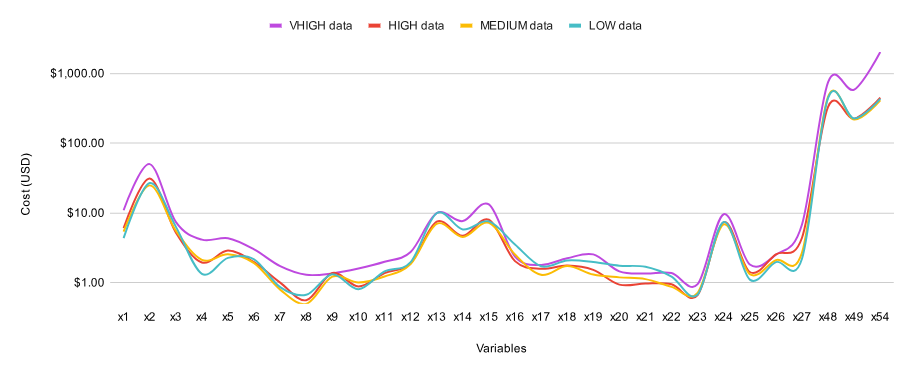 VHIGH data HIGH data MEDIUM data LOW data
$1,000.00
$100.00
$10.00
$1.00
Cost (USD)
x1 x2 x3 x4 x5 x6 x7 x8 x9 x10 x11 x12 x13 x14 x15 x16 x17 x18 x19 x20 x21 x22 x23 x24 x25 x26 x27 x48 x49 x54
Variables